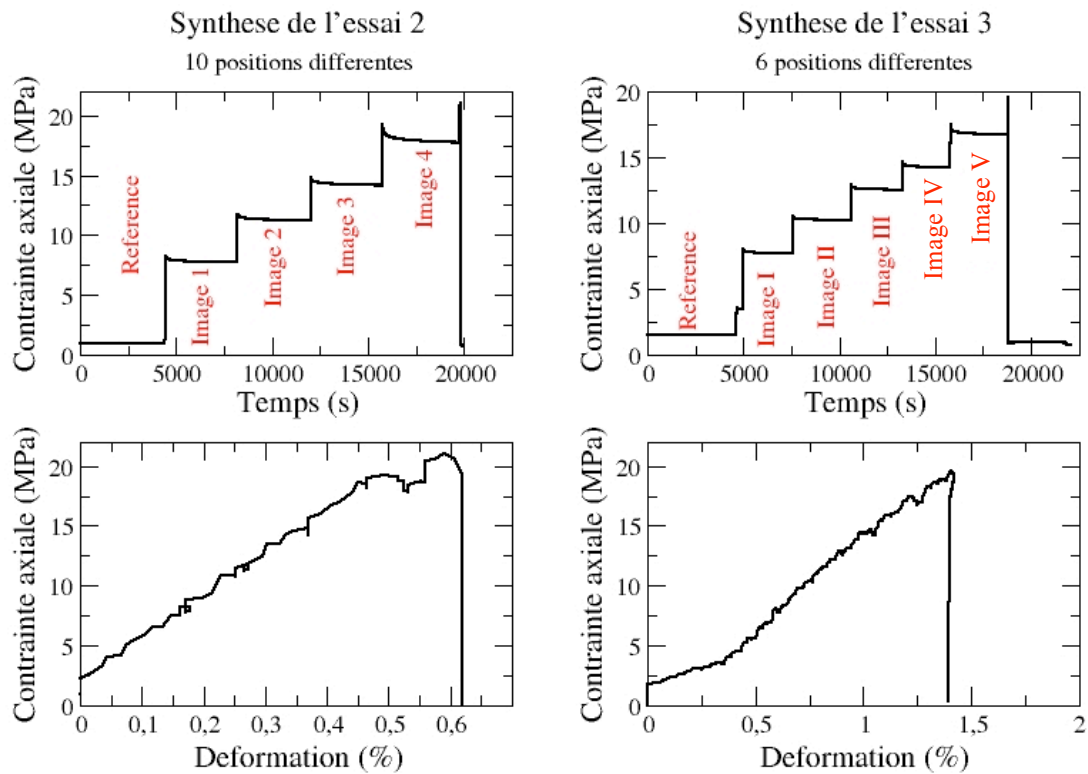 Synthese de l'essai 2
10 positions differentes
Contrainte axiale (MPa)
20
15
10
5
0
Reference
Image 1
Image 2
Image 3
Image 4
0
5000
10000
15000
20000
Temps (s)
Synthese de l'essai 3
6 positions differentes
Contrainte axiale (MPa)
20
15
10
5
0
Reference
Image I
Image II
Image III
Image IV
Image V
0
5000
10000
15000
20000
Temps (s)
Contrainte axiale (MPa)
20
15
10
5
0
0
0,1
0,2
0,3
0,4
0,5
0,6
Deformation (%)
Contrainte axiale (MPa)
20
15
10
5
0
0
0,5
1
1,5
2
Deformation (%)